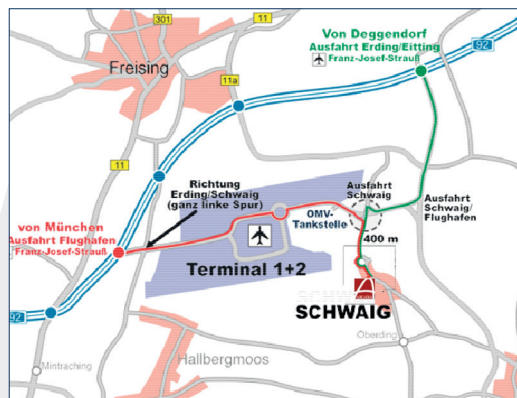 301
11
Von Deggendorf
Ausfahrt Erding/Eitting
Franz-Josef-Strauß
92
Freising
11a
11
Richtung
Erding/Schwaig
(ganz linke Spur)
Ausfahrt
Schwaig
OMV-
Tankstelle
Ausfahrt
Schwaig/
Flughafen
von München
Ausfahrt Flughafen
Franz-Josef-Strauß
400 m
Terminal 1+2
SCHWAIG
92
Oberding
Hallbergmoos
Mintraching